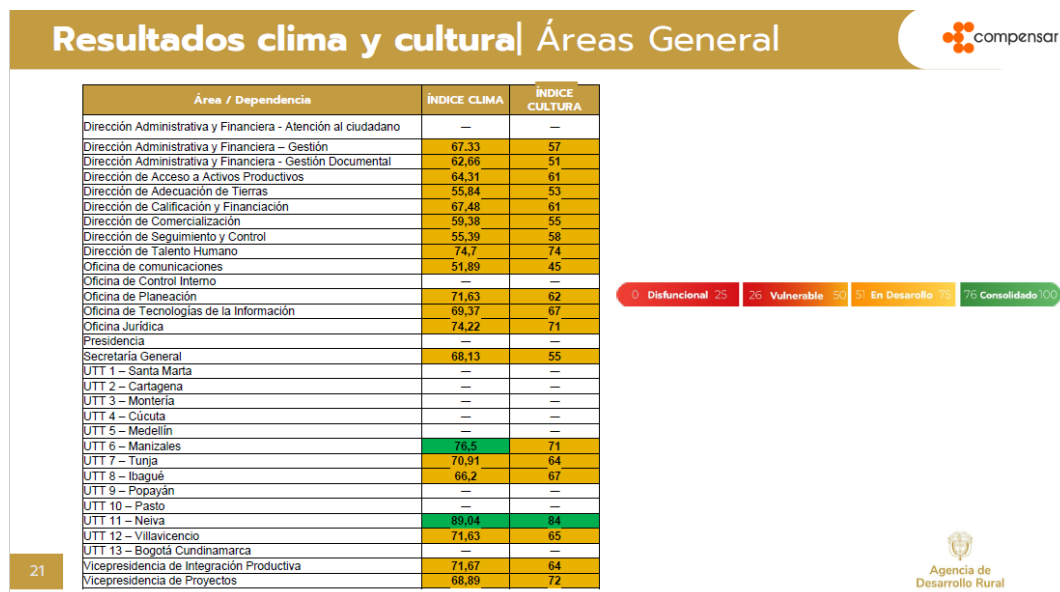 Resultados clima y cultura| Áreas General
compensar
Área / Dependencia ÍNDICE CLIMA ÍNDICE CULTURA
Dirección Administrativa y Financiera - Atención al ciudadano — —
Dirección Administrativa y Financiera – Gestión 67.33 57
Dirección Administrativa y Financiera - Gestión Documental 62,66 51
Dirección de Acceso a Activos Productivos 64,31 61
Dirección de Adecuación de Tierras 55,84 53
Dirección de Calificación y Financiación 67,48 61
Dirección de Comercialización 59,38 55
Dirección de Seguimiento y Control 55,39 58
Dirección de Talento Humano 74,7 74
Oficina de comunicaciones 51,89 45
Oficina de Control Interno — —
Oficina de Planeación 71,63 62
Oficina de Tecnologías de la Información 69,37 67
Oficina Jurídica 74,22 71
Presidencia — —
Secretaría General 68,13 55
UTT 1 – Santa Marta — —
UTT 2 – Cartagena — —
UTT 3 – Montería — —
UTT 4 – Cúcuta — —
UTT 5 – Medellín — —
UTT 6 – Manizales 76,5 71
UTT 7 – Tunja 70,91 64
UTT 8 – Ibagué 66,2 67
UTT 9 – Popayán — —
UTT 10 – Pasto — —
UTT 11 – Neiva 89,04 84
UTT 12 – Villavicencio 71,63 65
UTT 13 – Bogotá Cundinamarca — —
Vicepresidencia de Integración Productiva 71,67 64
Vicepresidencia de Proyectos 68,89 72
0 Disfuncional 25 26 Vulnerable 50 51 En Desarollo 75 76 Consolidado 100
21
Agencia de
Desarrollo Rural